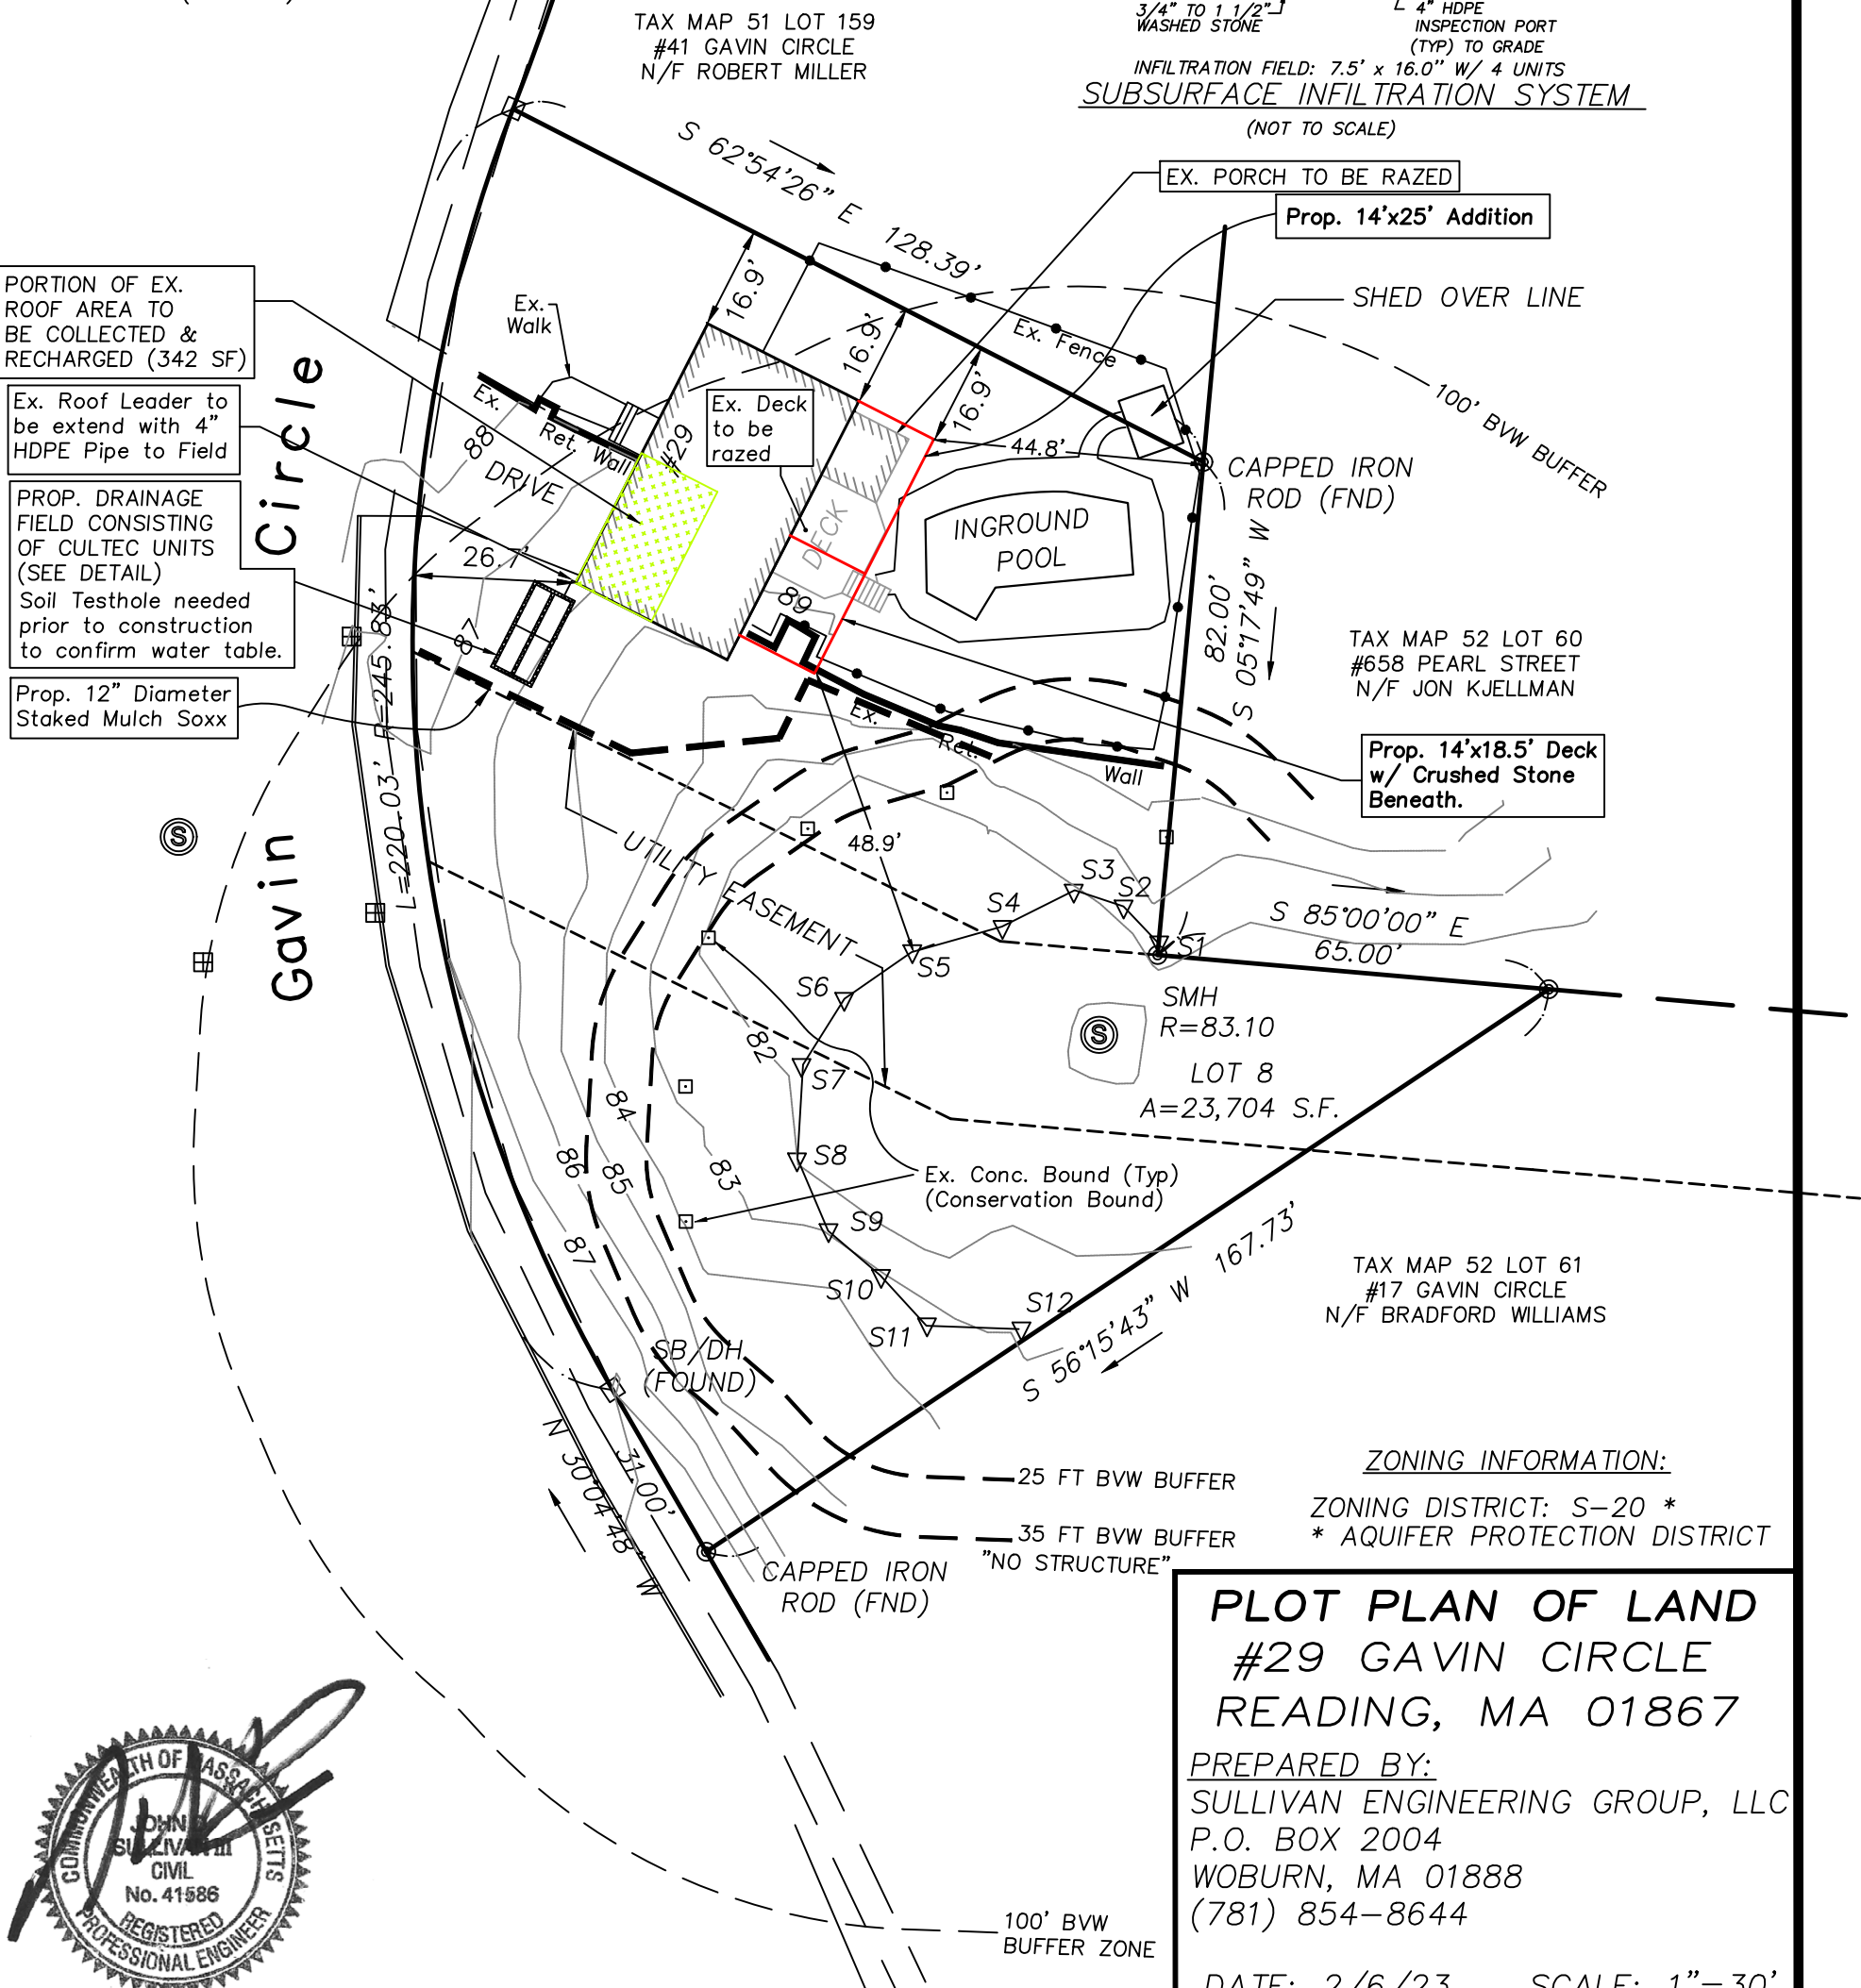 TAX MAP 51 LOT 159
#41 GAVIN CIRCLE
N/F ROBERT MILLER
3/4" TO 1 1/2"
WASHED STONE
4" HDPE
INSPECTION PORT
(TYP) TO GRADE
INFILTRATION FIELD: 7.5' x 16.0" W/ 4 UNITS
SUBSURFACE INFILTRATION SYSTEM
(NOT TO SCALE)
S 62°54'26" E 128.39'
EX. PORCH TO BE RAZED
Prop. 14'x25' Addition
SHED OVER LINE
PORTION OF EX.
ROOF AREA TO
BE COLLECTED &
RECHARGED (342 SF)
Ex.
Walk
16.9'
16.9'
16.9'
Ex. Fence
100' BVW BUFFER
Ex. Roof Leader to
be extend with 4"
HDPE Pipe to Field
Ex. Ret. Wall
88
DRIVE
#29
Ex. Deck
to be
razed
44.8'
CAPPED IRON
ROD (FND)
PROP. DRAINAGE
FIELD CONSISTING
OF CULTEC UNITS
(SEE DETAIL)
Soil Testhole needed
prior to construction
to confirm water table.
26.7'
DECK
INGROUND
POOL
82.00'
S 05°17'49" W
89
87
Prop. 12" Diameter
Staked Mulch Soxx
R=245.83'
L=220.03'
Gavin Circle
TAX MAP 52 LOT 60
#658 PEARL STREET
N/F JON KJELLMAN
Ex. Ret. Wall
Prop. 14'x18.5' Deck
w/ Crushed Stone
Beneath.
S
UTILITY EASEMENT
48.9'
S3
S2
S4
S1
S5
S6
S 85°00'00" E
65.00'
SMH
R=83.10
S
LOT 8
A=23,704 S.F.
82
S7
84
S8
86
85
83
Ex. Conc. Bound (Typ)
(Conservation Bound)
S9
87
S10
S11
S12
S 56°15'43" W 167.73'
TAX MAP 52 LOT 61
#17 GAVIN CIRCLE
N/F BRADFORD WILLIAMS
SB/DH
(FOUND)
N 30°04'48" W
31.00'
25 FT BVW BUFFER
35 FT BVW BUFFER
"NO STRUCTURE"
CAPPED IRON
ROD (FND)
ZONING INFORMATION:
ZONING DISTRICT: S-20 *
* AQUIFER PROTECTION DISTRICT
PLOT PLAN OF LAND
#29 GAVIN CIRCLE
READING, MA 01867
PREPARED BY:
SULLIVAN ENGINEERING GROUP, LLC
P.O. BOX 2004
WOBURN, MA 01888
(781) 854-8644
DATE: 2/6/23 SCALE: 1"=30'
100' BVW
BUFFER ZONE
COMMONWEALTH OF MASSACHUSETTS
JOHN
SULLIVAN III
CIVIL
No. 41586
REGISTERED
PROFESSIONAL ENGINEER